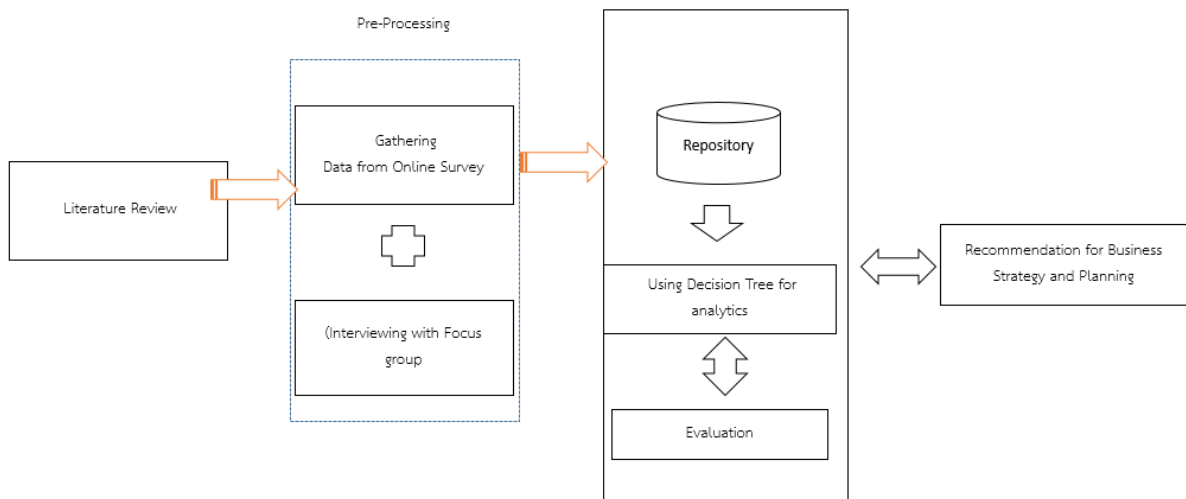 Pre-Processing
Literature Review
Gathering
Data from Online Survey
(Interviewing with Focus
group
Repository
Using Decision Tree for
analytics
Evaluation
Recommendation for Business
Strategy and Planning